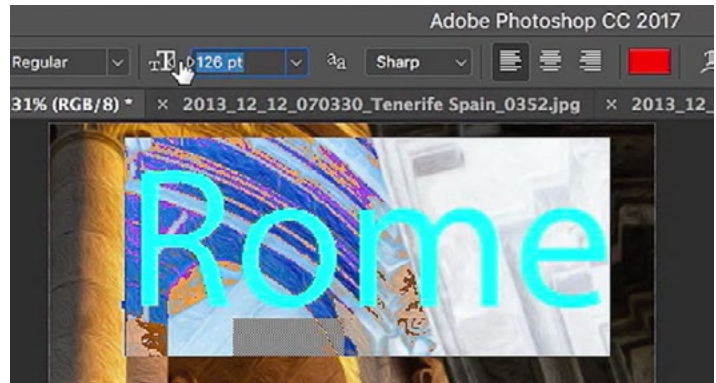 Adobe Photoshop CC 2017
Regular 126 pt Sharp
31% (RGB/8) * × 2013_12_12_070330_Tenerife Spain_0352.jpg × 2013_12_
Rome